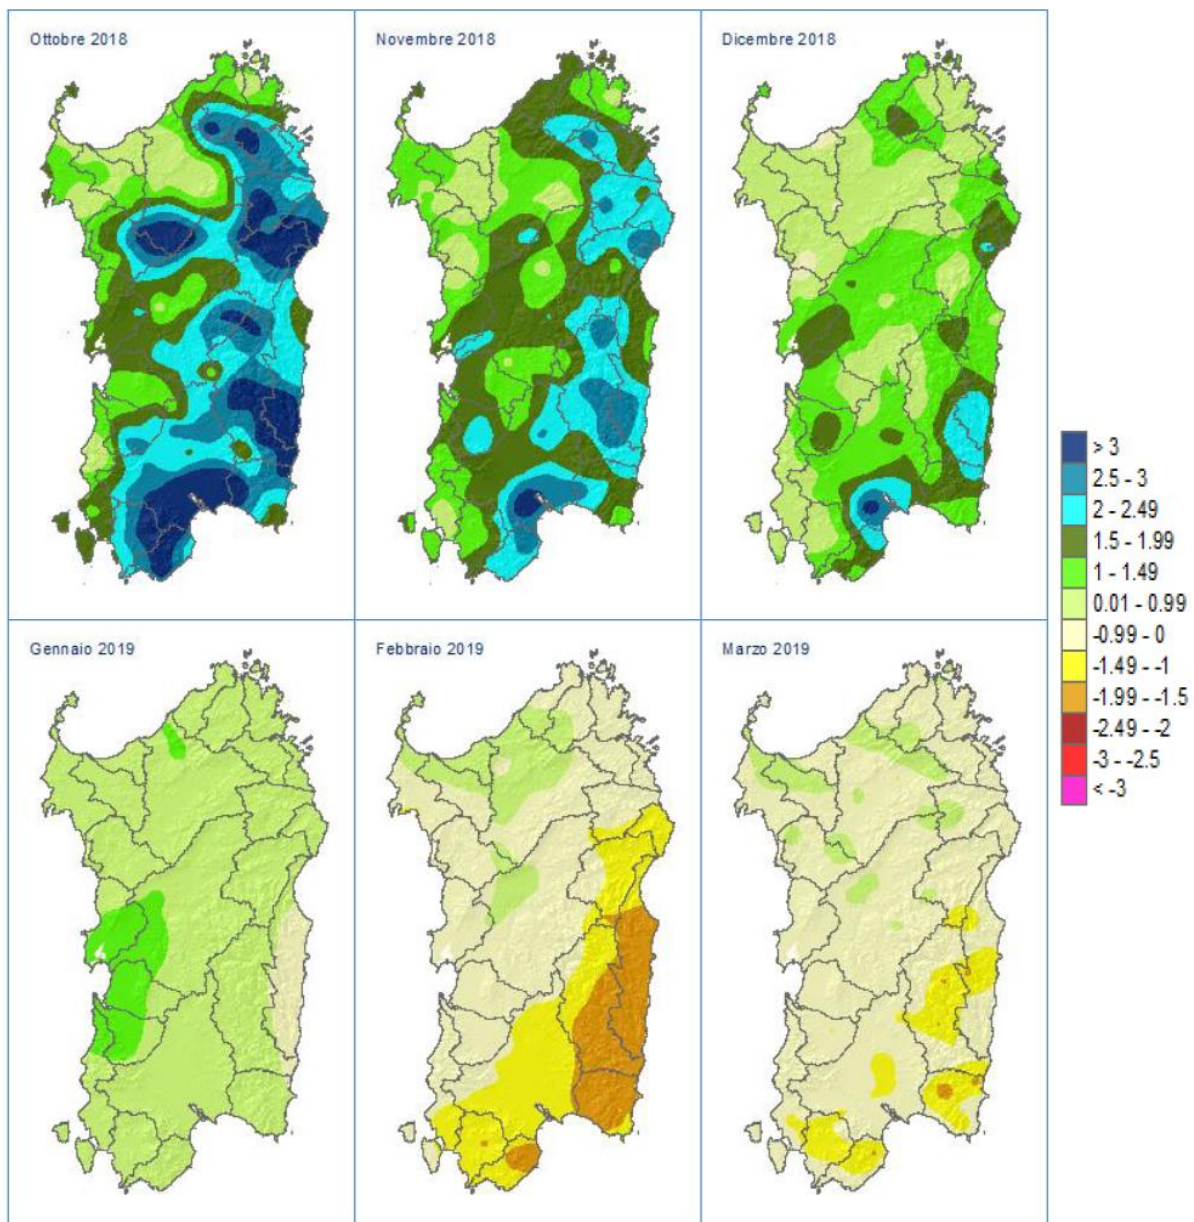 Ottobre 2018
Novembre 2018
Dicembre 2018
> 3
2.5 - 3
2 - 2.49
1.5 - 1.99
1 - 1.49
0.01 - 0.99
-0.99 - 0
-1.49 - -1
-1.99 - -1.5
-2.49 - -2
-3 - -2.5
< -3
Gennaio 2019
Febbraio 2019
Marzo 2019